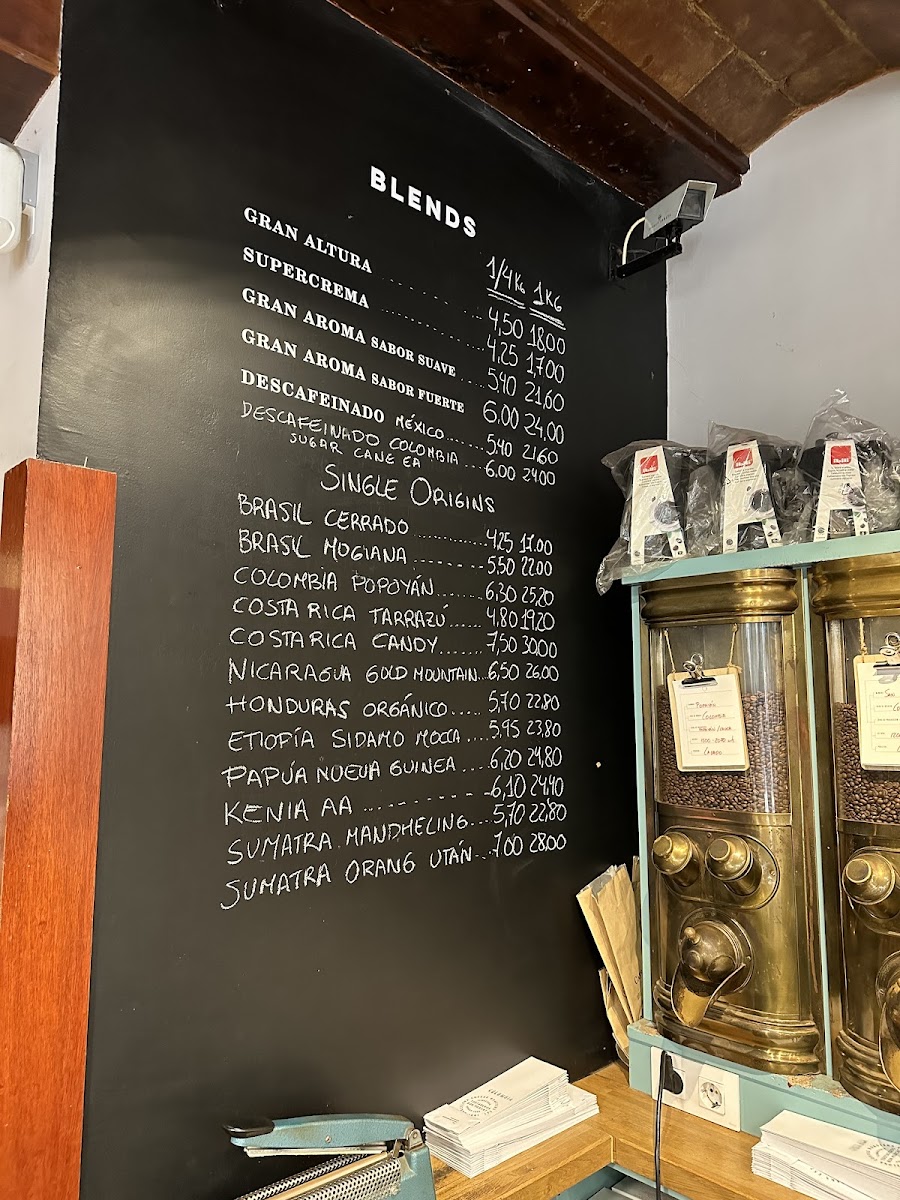 BLENDS
1/4KG 1KG
GRAN ALTURA ........ 4,50 18,00
SUPERCREMA ........ 4,25 17,00
GRAN AROMA SABOR SUAVE .... 5,40 21,60
GRAN AROMA SABOR FUERTE 6,00 24,00
DESCAFEINADO MÉXICO ..... 5,40 21,60
DESCAFEINADO COLOMBIA ... 6,00 24,00
SUGAR CANE EA
SINGLE ORIGINS
BRASIL CERRADO ............ 4,25 17,00
BRASIL MOGIANA .......... 5,50 22,00
COLOMBIA POPOYÁN ........ 6,30 25,20
COSTA RICA TARRAZÚ ...... 4,80 19,20
COSTA RICA CANDY ....... 7,50 30,00
NICARAGUA GOLD MOUNTAIN ... 6,50 26,00
HONDURAS ORGÁNICO ..... 5,70 22,80
ETIOPÍA SIDAMO MOCCA .... 5,95 23,80
PAPÚA NUEVA GUINEA .... 6,20 24,80
KENIA AA .......... 6,10 24,40
SUMATRA MANDHELING ... 5,70 22,80
SUMATRA ORANG UTÁN ... 7,00 28,00
POPAYÁN
COLOMBIA